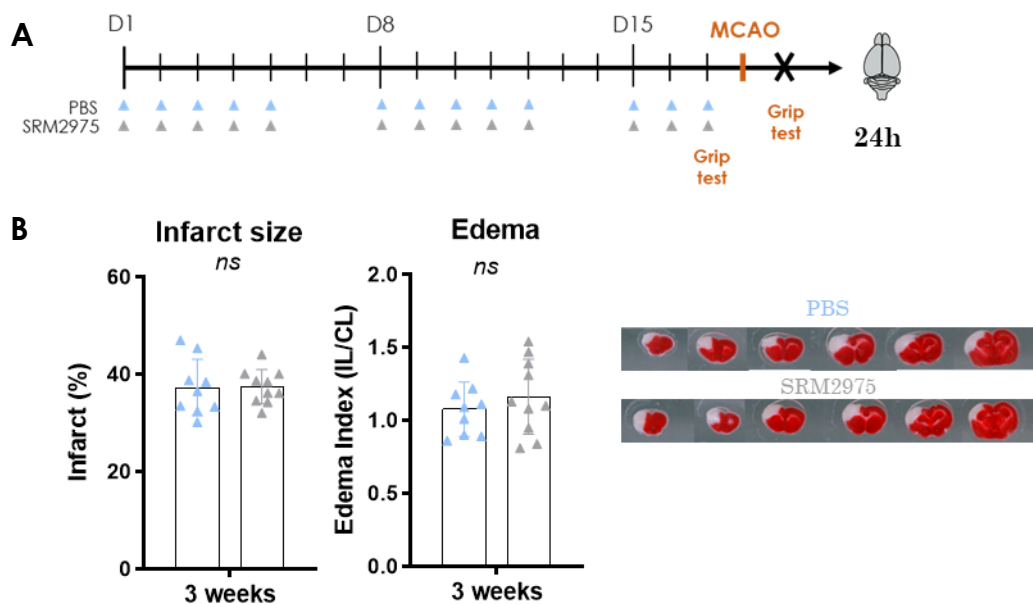 A
D1 D8 D15 MCAO
PBS
SRM2975
Grip
test
Grip
test
24h
B
Infarct size
ns
Infarct (%)
60
40
20
0
3 weeks
Edema
ns
Edema Index (IL/CL)
2.0
1.5
1.0
0.5
0.0
3 weeks
PBS
SRM2975